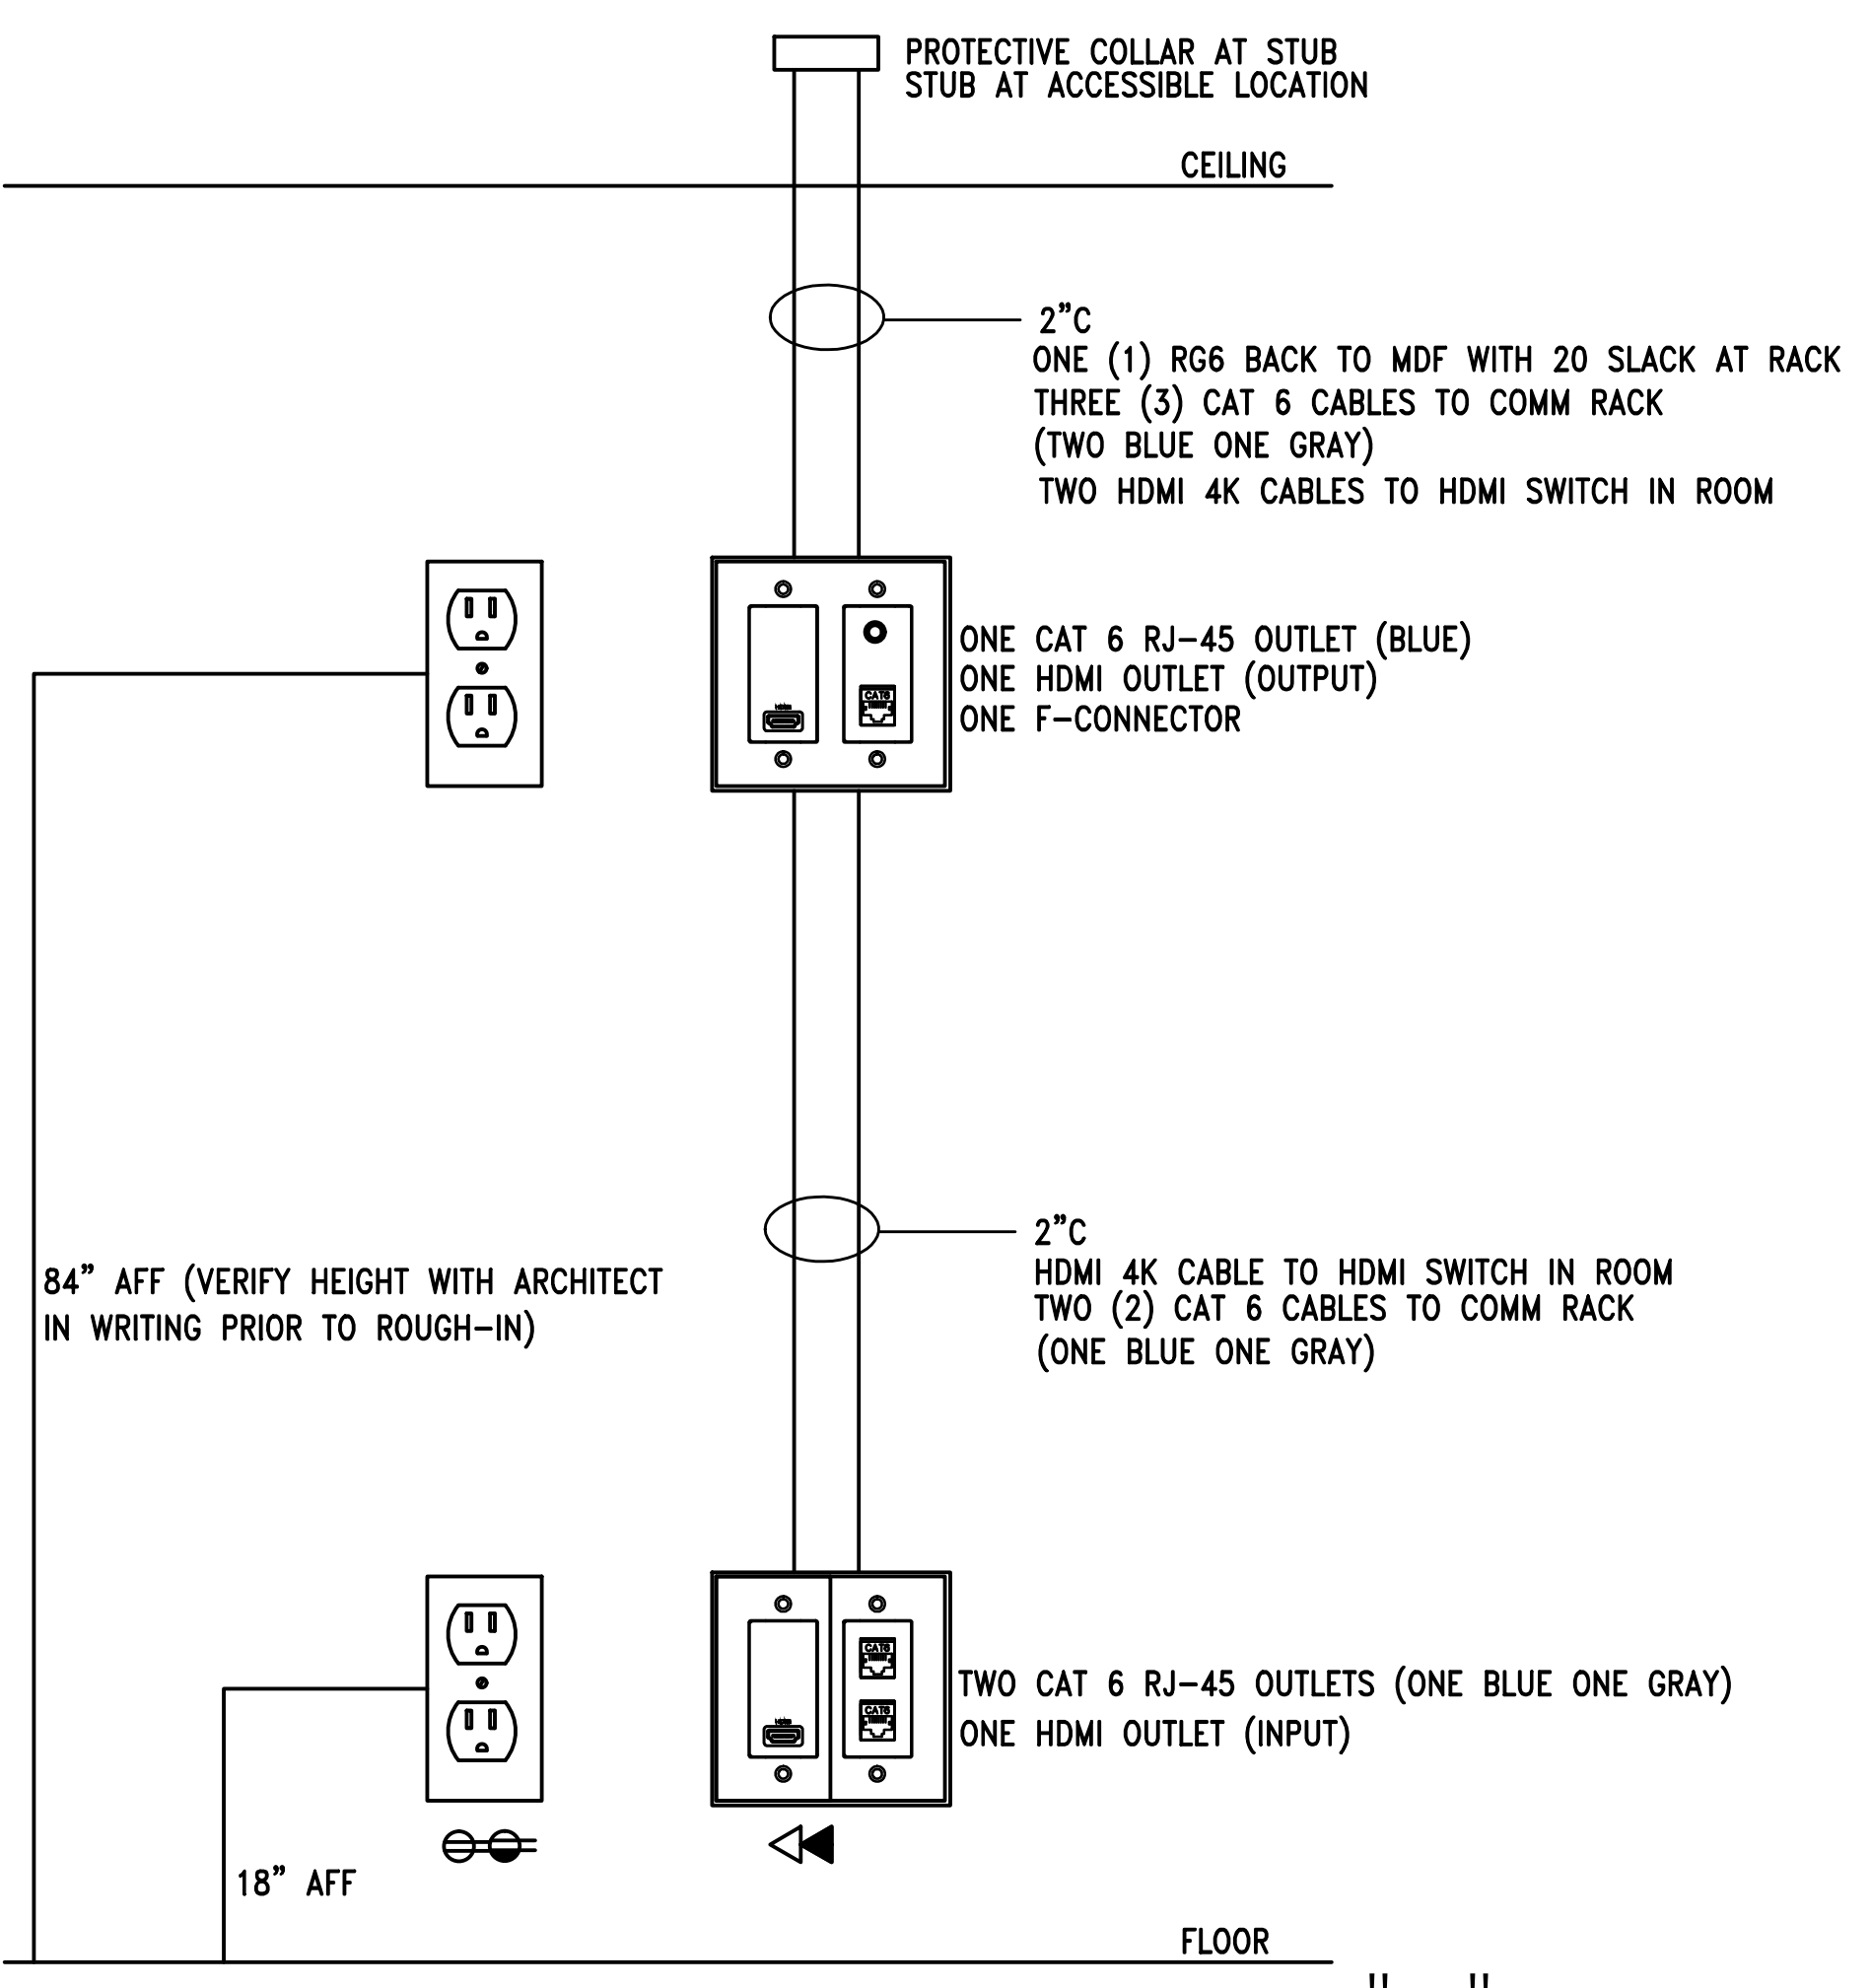 PROTECTIVE COLLAR AT STUB
STUB AT ACCESSIBLE LOCATION
CEILING
2"C
ONE (1) RG6 BACK TO MDF WITH 20 SLACK AT RACK
THREE (3) CAT 6 CABLES TO COMM RACK
(TWO BLUE ONE GRAY)
TWO HDMI 4K CABLES TO HDMI SWITCH IN ROOM
ONE CAT 6 RJ-45 OUTLET (BLUE)
ONE HDMI OUTLET (OUTPUT)
ONE F-CONNECTOR
CAT6
HDMI
2"C
HDMI 4K CABLE TO HDMI SWITCH IN ROOM
TWO (2) CAT 6 CABLES TO COMM RACK
(ONE BLUE ONE GRAY)
84" AFF (VERIFY HEIGHT WITH ARCHITECT
IN WRITING PRIOR TO ROUGH-IN)
CAT6
TWO CAT 6 RJ-45 OUTLETS (ONE BLUE ONE GRAY)
CAT6
HDMI
ONE HDMI OUTLET (INPUT)
18" AFF
FLOOR